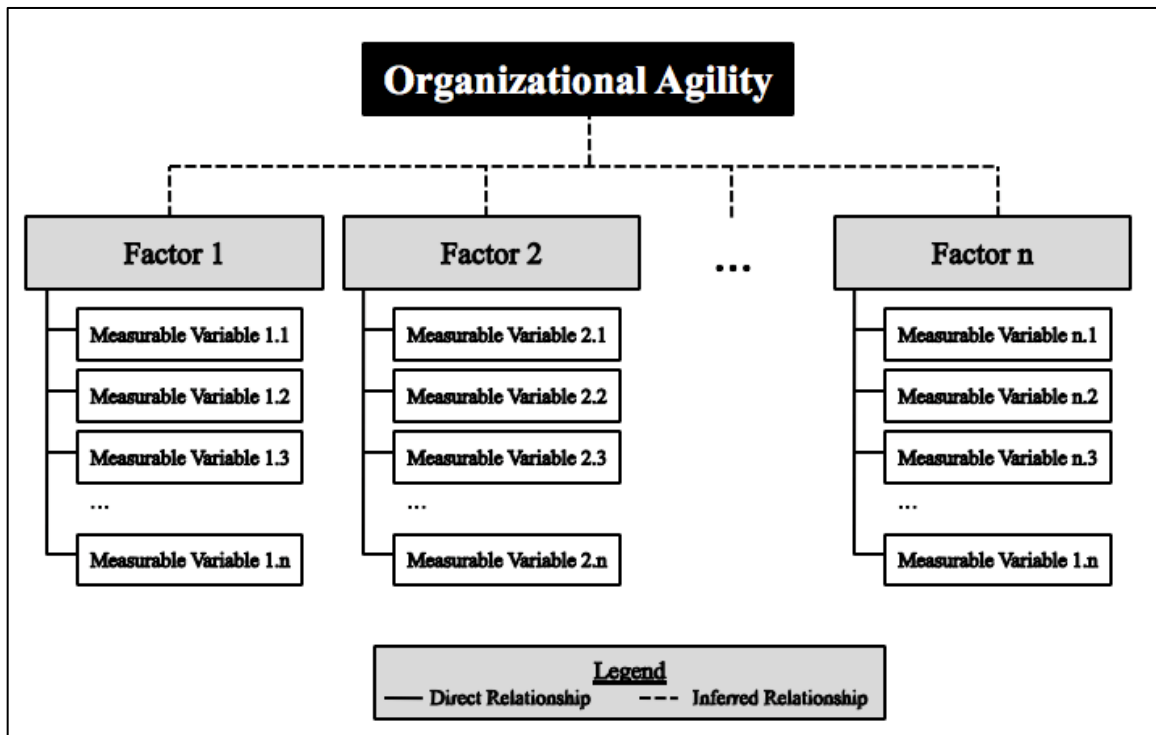 Organizational Agility
Factor 1
Factor 2
...
Factor n
Measurable Variable 1.1
Measurable Variable 1.2
Measurable Variable 1.3
...
Measurable Variable 1.n
Measurable Variable 2.1
Measurable Variable 2.2
Measurable Variable 2.3
...
Measurable Variable 2.n
Measurable Variable n.1
Measurable Variable n.2
Measurable Variable n.3
...
Measurable Variable 1.n
Legend
Direct Relationship
Inferred Relationship